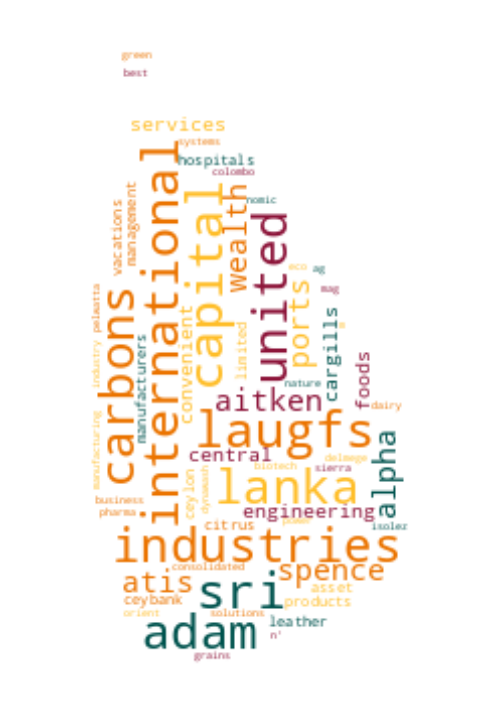 green
best
services
systems
hospitals
colombo
international
management
vacations
capital
wealth
nomic
united
eco
ag
mag
ports
palmatta
carbons
convenient
limited
cargills
manufacturers
industry
nature
foods
aitken
dairy
laugfs
manufacturing
central
delmege
alpha
biotech
sierra
ceylon
dynawash
lanka
business
pharma
engineering
citrus
power
isolez
industries
consolidated
spence
atis
sri
asset
ceybank
products
orient
solutions
adam
leather
n'
grains